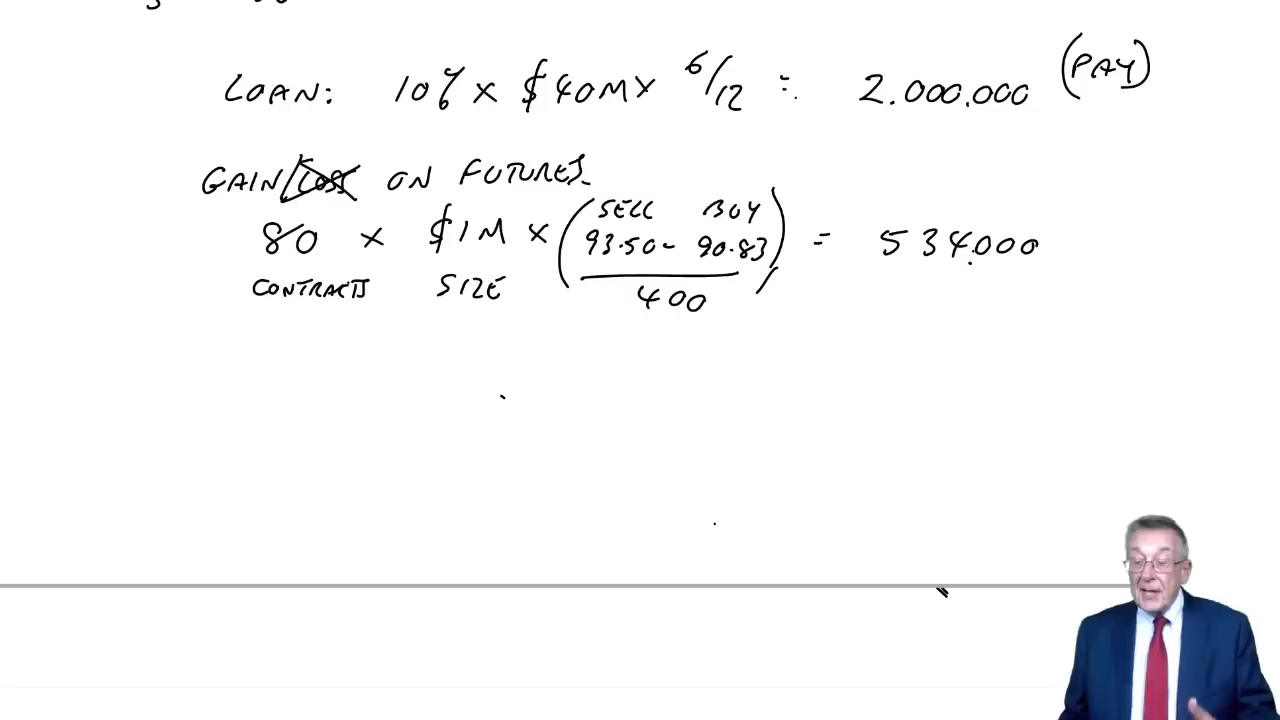 LOAN: 10% × $40M × 6/12 = 2.000.000 (PAY)
GAIN/LOSS ON FUTURES.
SELL BUY
80 × $1M × (93.50 - 90.83) = 534.000
CONTRACTS SIZE 400